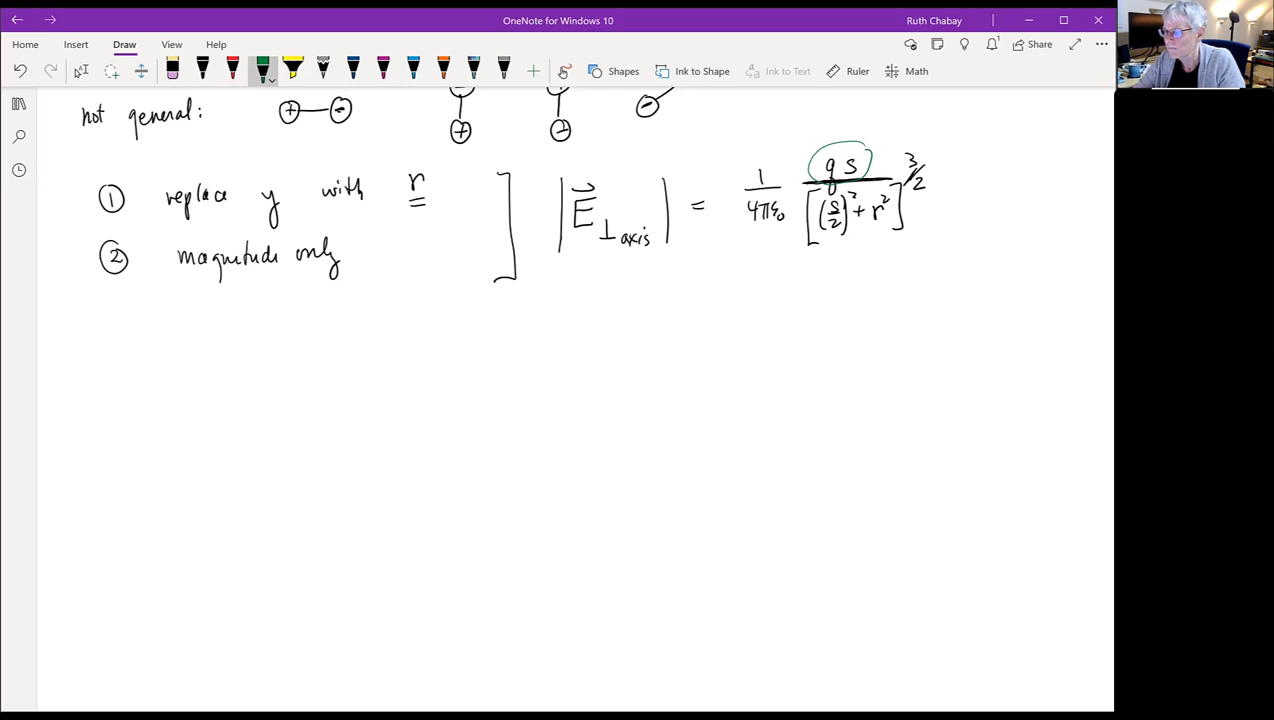 OneNote for Windows 10
Ruth Chabay
Home Insert Draw View Help
Share
Shapes Ink to Shape Ink to Text Ruler Math
not general: + − − + − + −
① replace y with r
② magnitude only
|E⃗⊥axis| = 1/4πε₀ qs/[(s/2)² + r²]^3/2